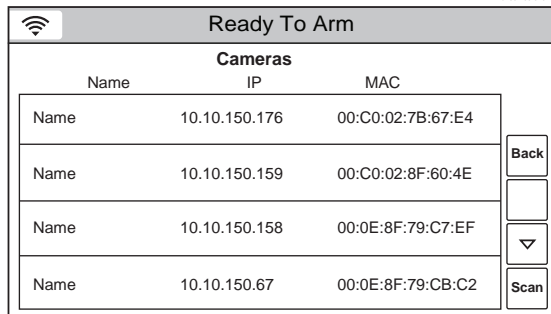 Ready To Arm
Cameras
Name IP MAC
Name 10.10.150.176 00:C0:02:7B:67:E4
Name 10.10.150.159 00:C0:02:8F:60:4E
Name 10.10.150.158 00:0E:8F:79:C7:EF
Name 10.10.150.67 00:0E:8F:79:CB:C2
Back
Scan